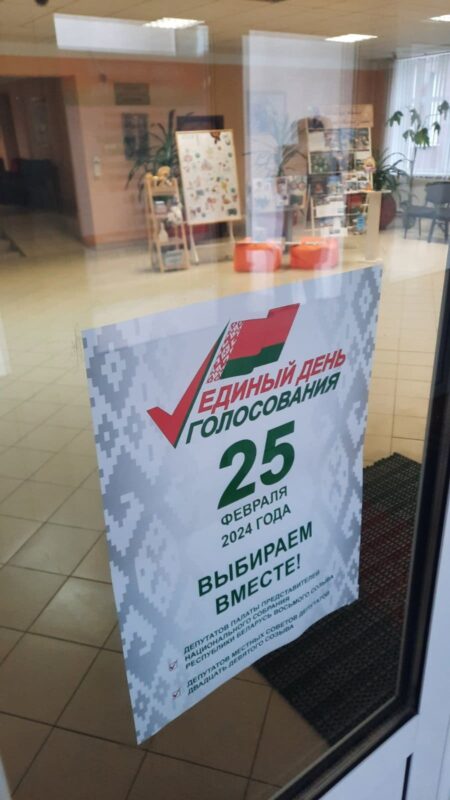 ЕДИНЫЙ ДЕНЬ
ГОЛОСОВАНИЯ
25
ФЕВРАЛЯ
2024 ГОДА
ВЫБИРАЕМ
ВМЕСТЕ!
ДЕПУТАТОВ ПАЛАТЫ ПРЕДСТАВИТЕЛЕЙ
НАЦИОНАЛЬНОГО СОБРАНИЯ
РЕСПУБЛИКИ БЕЛАРУСЬ ВОСЬМОГО СОЗЫВА
ДЕПУТАТОВ МЕСТНЫХ СОВЕТОВ ДЕПУТАТОВ
ДВАДЦАТЬ ДЕВЯТОГО СОЗЫВА